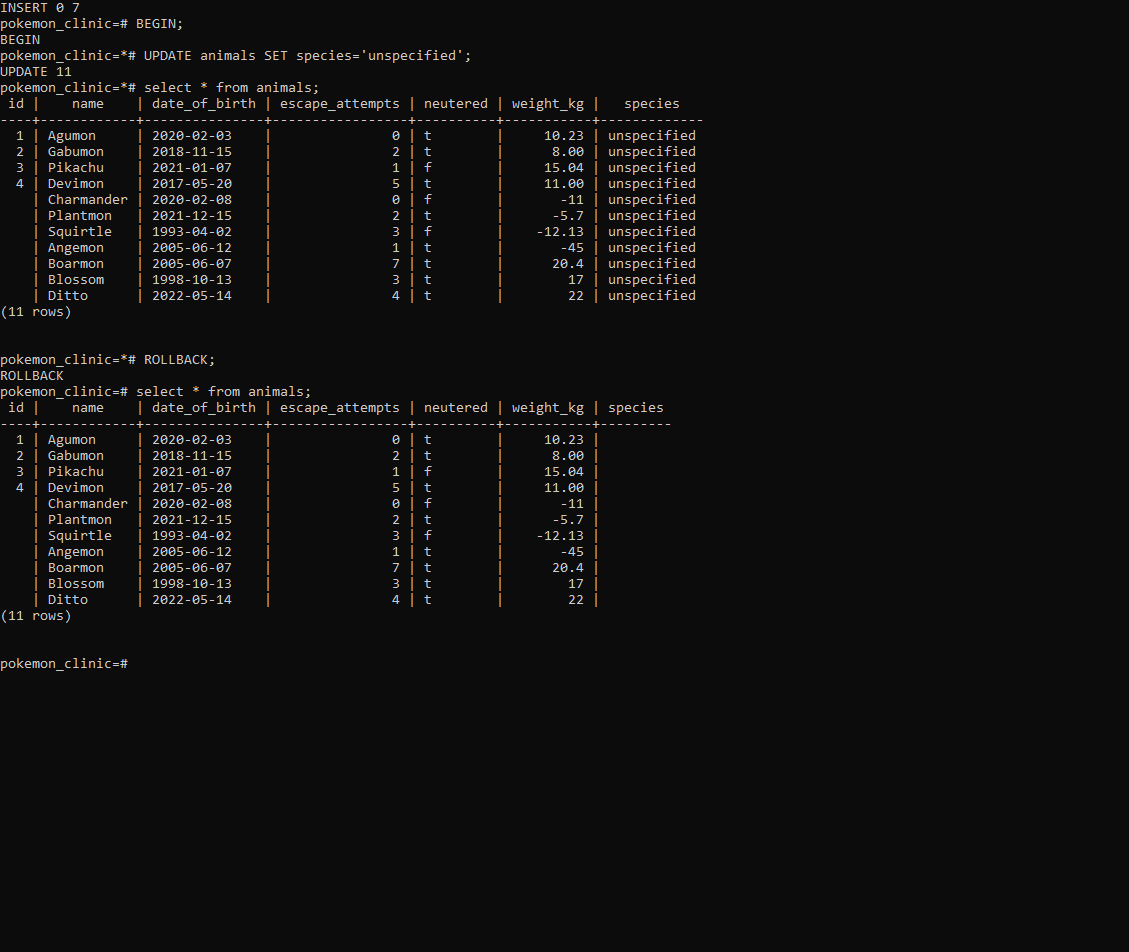 INSERT 0 7
pokemon_clinic=# BEGIN;
BEGIN
pokemon_clinic=*# UPDATE animals SET species='unspecified';
UPDATE 11
pokemon_clinic=*# select * from animals;
 id |    name    | date_of_birth | escape_attempts | neutered | weight_kg |   species
----+------------+---------------+-----------------+----------+-----------+-------------
  1 | Agumon     | 2020-02-03    |               0 | t        |     10.23 | unspecified
  2 | Gabumon    | 2018-11-15    |               2 | t        |      8.00 | unspecified
  3 | Pikachu    | 2021-01-07    |               1 | f        |     15.04 | unspecified
  4 | Devimon    | 2017-05-20    |               5 | t        |     11.00 | unspecified
    | Charmander | 2020-02-08    |               0 | f        |       -11 | unspecified
    | Plantmon   | 2021-12-15    |               2 | t        |      -5.7 | unspecified
    | Squirtle   | 1993-04-02    |               3 | f        |    -12.13 | unspecified
    | Angemon    | 2005-06-12    |               1 | t        |       -45 | unspecified
    | Boarmon    | 2005-06-07    |               7 | t        |      20.4 | unspecified
    | Blossom    | 1998-10-13    |               3 | t        |        17 | unspecified
    | Ditto      | 2022-05-14    |               4 | t        |        22 | unspecified
(11 rows)
pokemon_clinic=*# ROLLBACK;
ROLLBACK
pokemon_clinic=# select * from animals;
 id |    name    | date_of_birth | escape_attempts | neutered | weight_kg | species
----+------------+---------------+-----------------+----------+-----------+---------
  1 | Agumon     | 2020-02-03    |               0 | t        |     10.23 |
  2 | Gabumon    | 2018-11-15    |               2 | t        |      8.00 |
  3 | Pikachu    | 2021-01-07    |               1 | f        |     15.04 |
  4 | Devimon    | 2017-05-20    |               5 | t        |     11.00 |
    | Charmander | 2020-02-08    |               0 | f        |       -11 |
    | Plantmon   | 2021-12-15    |               2 | t        |      -5.7 |
    | Squirtle   | 1993-04-02    |               3 | f        |    -12.13 |
    | Angemon    | 2005-06-12    |               1 | t        |       -45 |
    | Boarmon    | 2005-06-07    |               7 | t        |      20.4 |
    | Blossom    | 1998-10-13    |               3 | t        |        17 |
    | Ditto      | 2022-05-14    |               4 | t        |        22 |
(11 rows)
pokemon_clinic=#